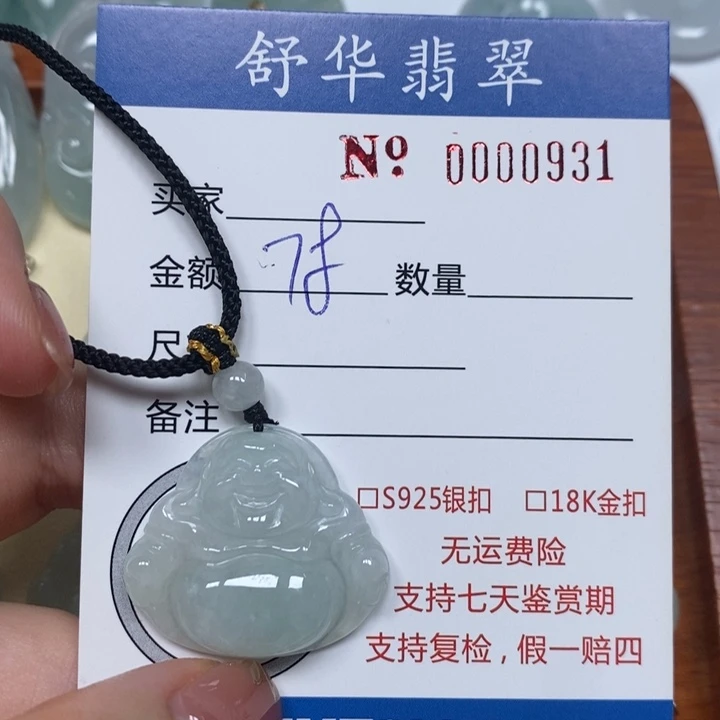 舒华翡翠
Nº 0000931
买家
金额 数量
尺
备注
□S925银扣 □18K金扣
无运费险
支持七天鉴赏期
支持复检，假一赔四